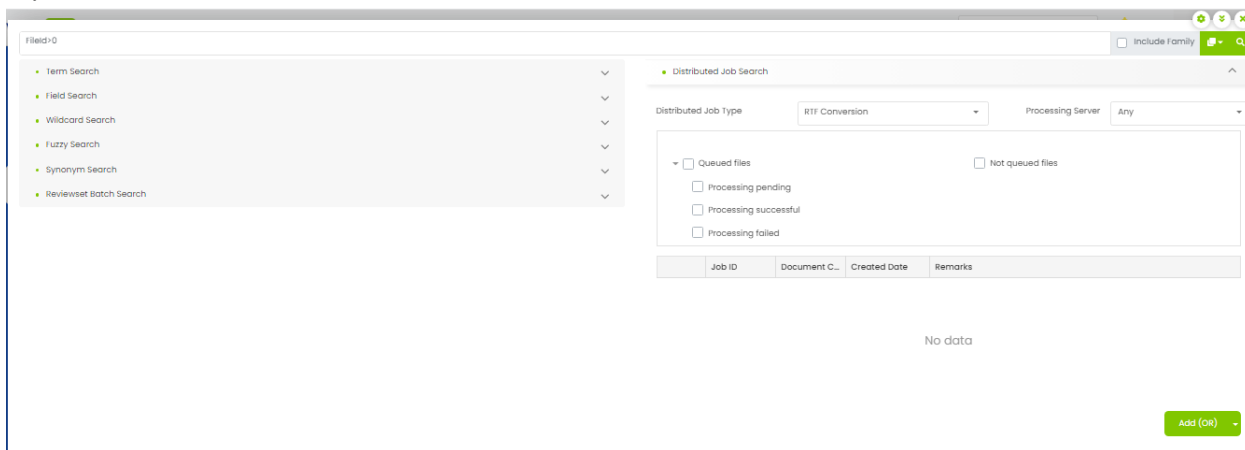 FileId>0
Include Family
Term Search
Field Search
Wildcard Search
Fuzzy Search
Synonym Search
Reviewset Batch Search
Distributed Job Search
Distributed Job Type
RTF Conversion
Processing Server
Any
Queued files
Not queued files
Processing pending
Processing successful
Processing failed
Job ID Document C... Created Date Remarks
No data
Add (OR)